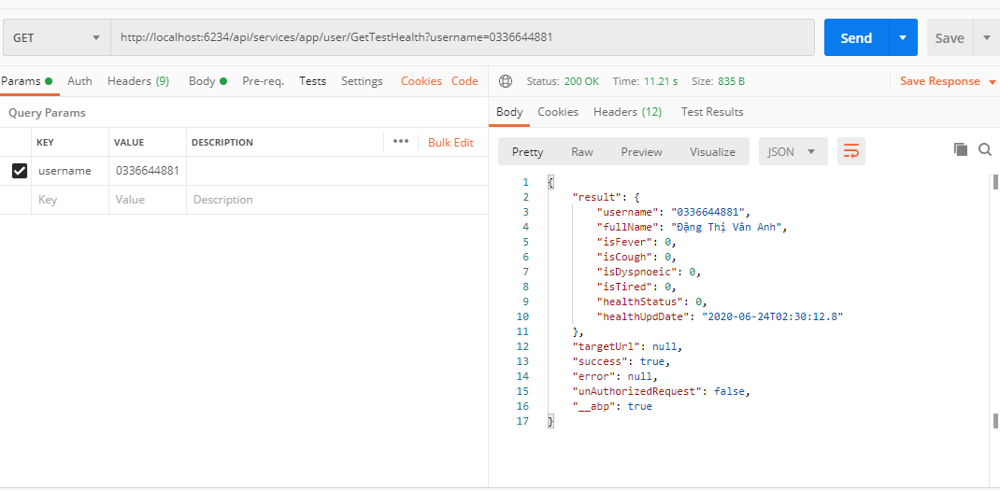 GET http://localhost:6234/api/services/app/user/GetTestHealth?username=0336644881 Send Save
Params Auth Headers (9) Body Pre-req. Tests Settings Cookies Code
Status: 200 OK Time: 11.21 s Size: 835 B Save Response
Query Params
Body Cookies Headers (12) Test Results
KEY VALUE DESCRIPTION ••• Bulk Edit
username 0336644881
Key Value Description
Pretty Raw Preview Visualize JSON
1 {
2 "result": {
3 "username": "0336644881",
4 "fullName": "Đặng Thị Vân Anh",
5 "isFever": 0,
6 "isCough": 0,
7 "isDyspnoeic": 0,
8 "isTired": 0,
9 "healthStatus": 0,
10 "healthUpdDate": "2020-06-24T02:30:12.8"
11 },
12 "targetUrl": null,
13 "success": true,
14 "error": null,
15 "unAuthorizedRequest": false,
16 "__abp": true
17 }